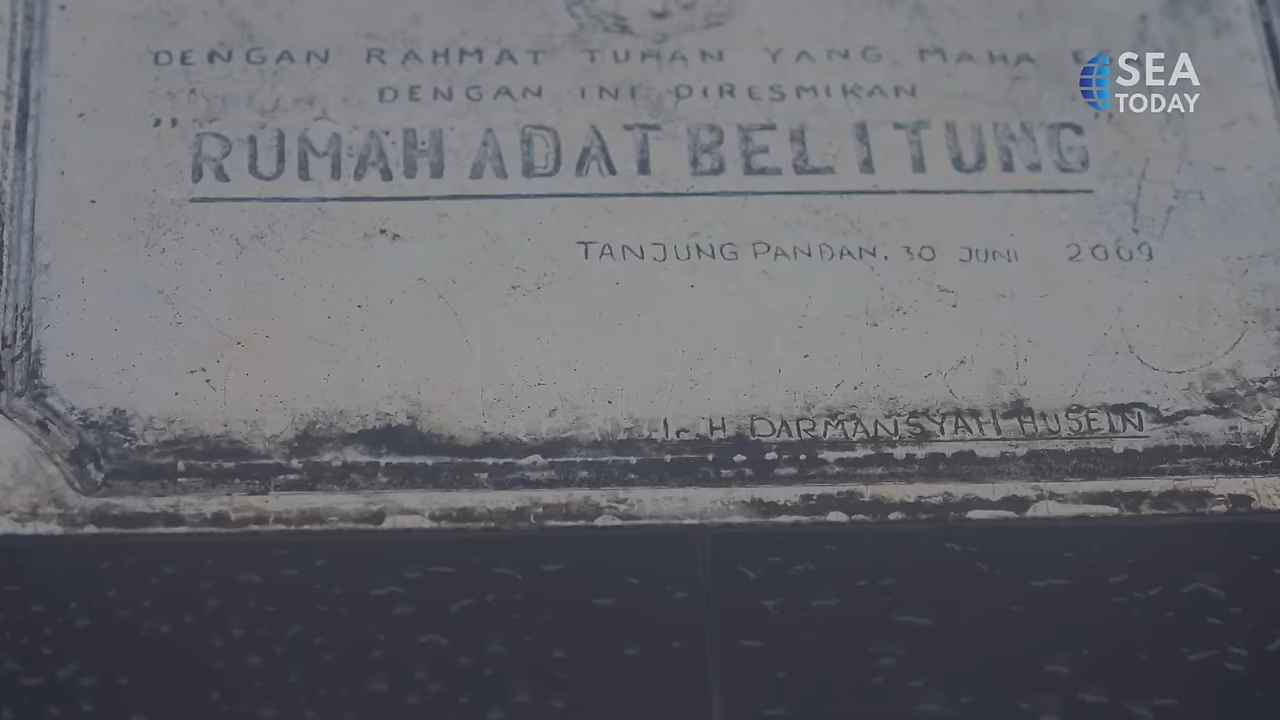 DENGAN RAHMAT TUHAN YANG MAHA
DENGAN INI DIRESMIKAN
"RUMAH ADAT BELITUNG"
TANJUNG PANDAN, 30 JUNI 2009
Ir H DARMANSYAH HUSEIN
SEA
TODAY